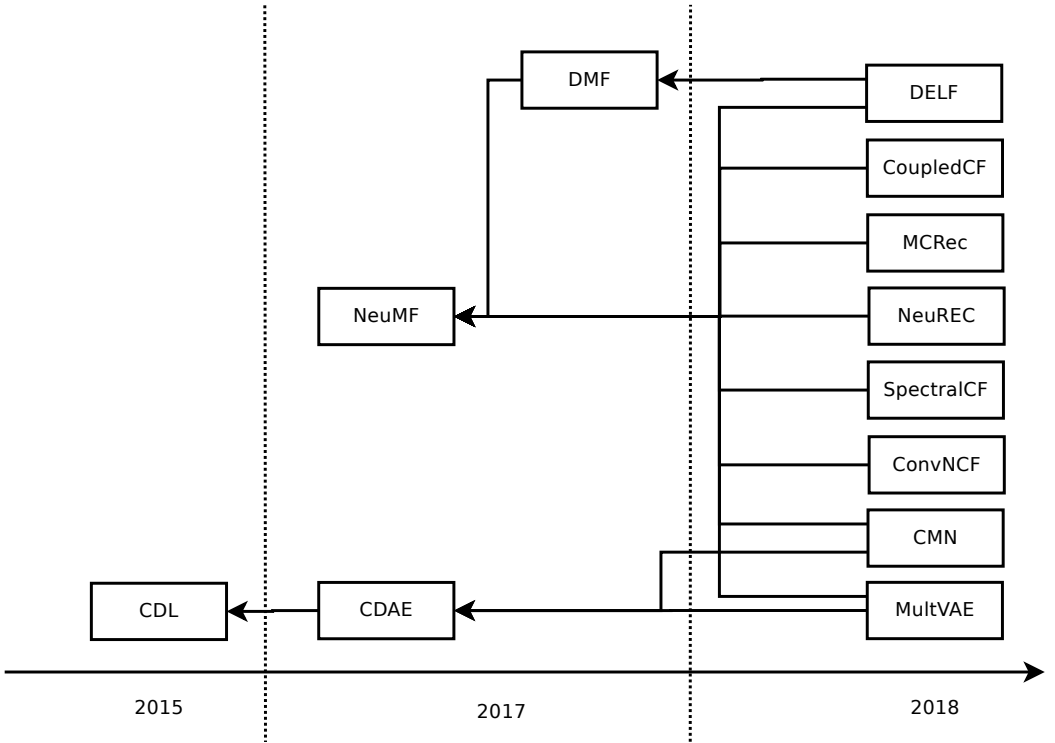 DMF
DELF
CoupledCF
MCRec
NeuMF
NeuREC
SpectralCF
ConvNCF
CMN
CDL
CDAE
MultVAE
2015
2017
2018